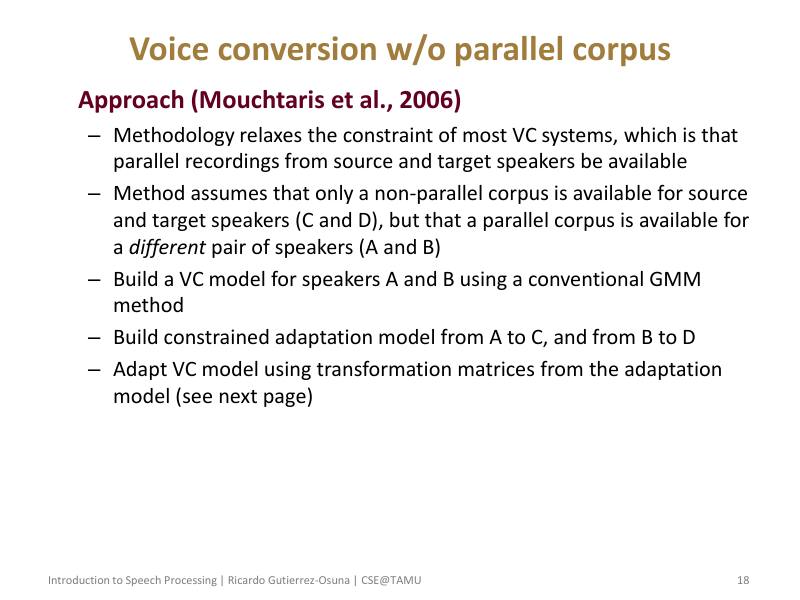 Voice conversion w/o parallel corpus
Approach (Mouchtaris et al., 2006)
– Methodology relaxes the constraint of most VC systems, which is that
parallel recordings from source and target speakers be available
– Method assumes that only a non-parallel corpus is available for source
and target speakers (C and D), but that a parallel corpus is available for
a different pair of speakers (A and B)
– Build a VC model for speakers A and B using a conventional GMM
method
– Build constrained adaptation model from A to C, and from B to D
– Adapt VC model using transformation matrices from the adaptation
model (see next page)
Introduction to Speech Processing | Ricardo Gutierrez-Osuna | CSE@TAMU 18